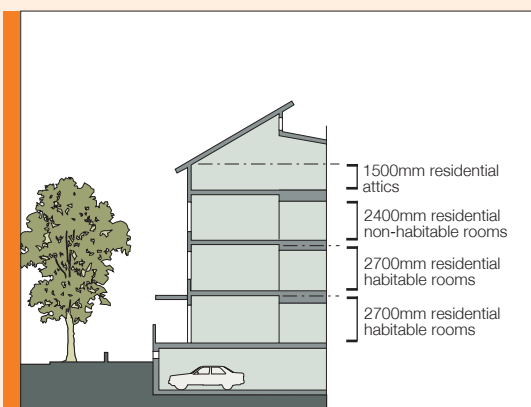 1500mm residential
attics
2400mm residential
non-habitable rooms
2700mm residential
habitable rooms
2700mm residential
habitable rooms